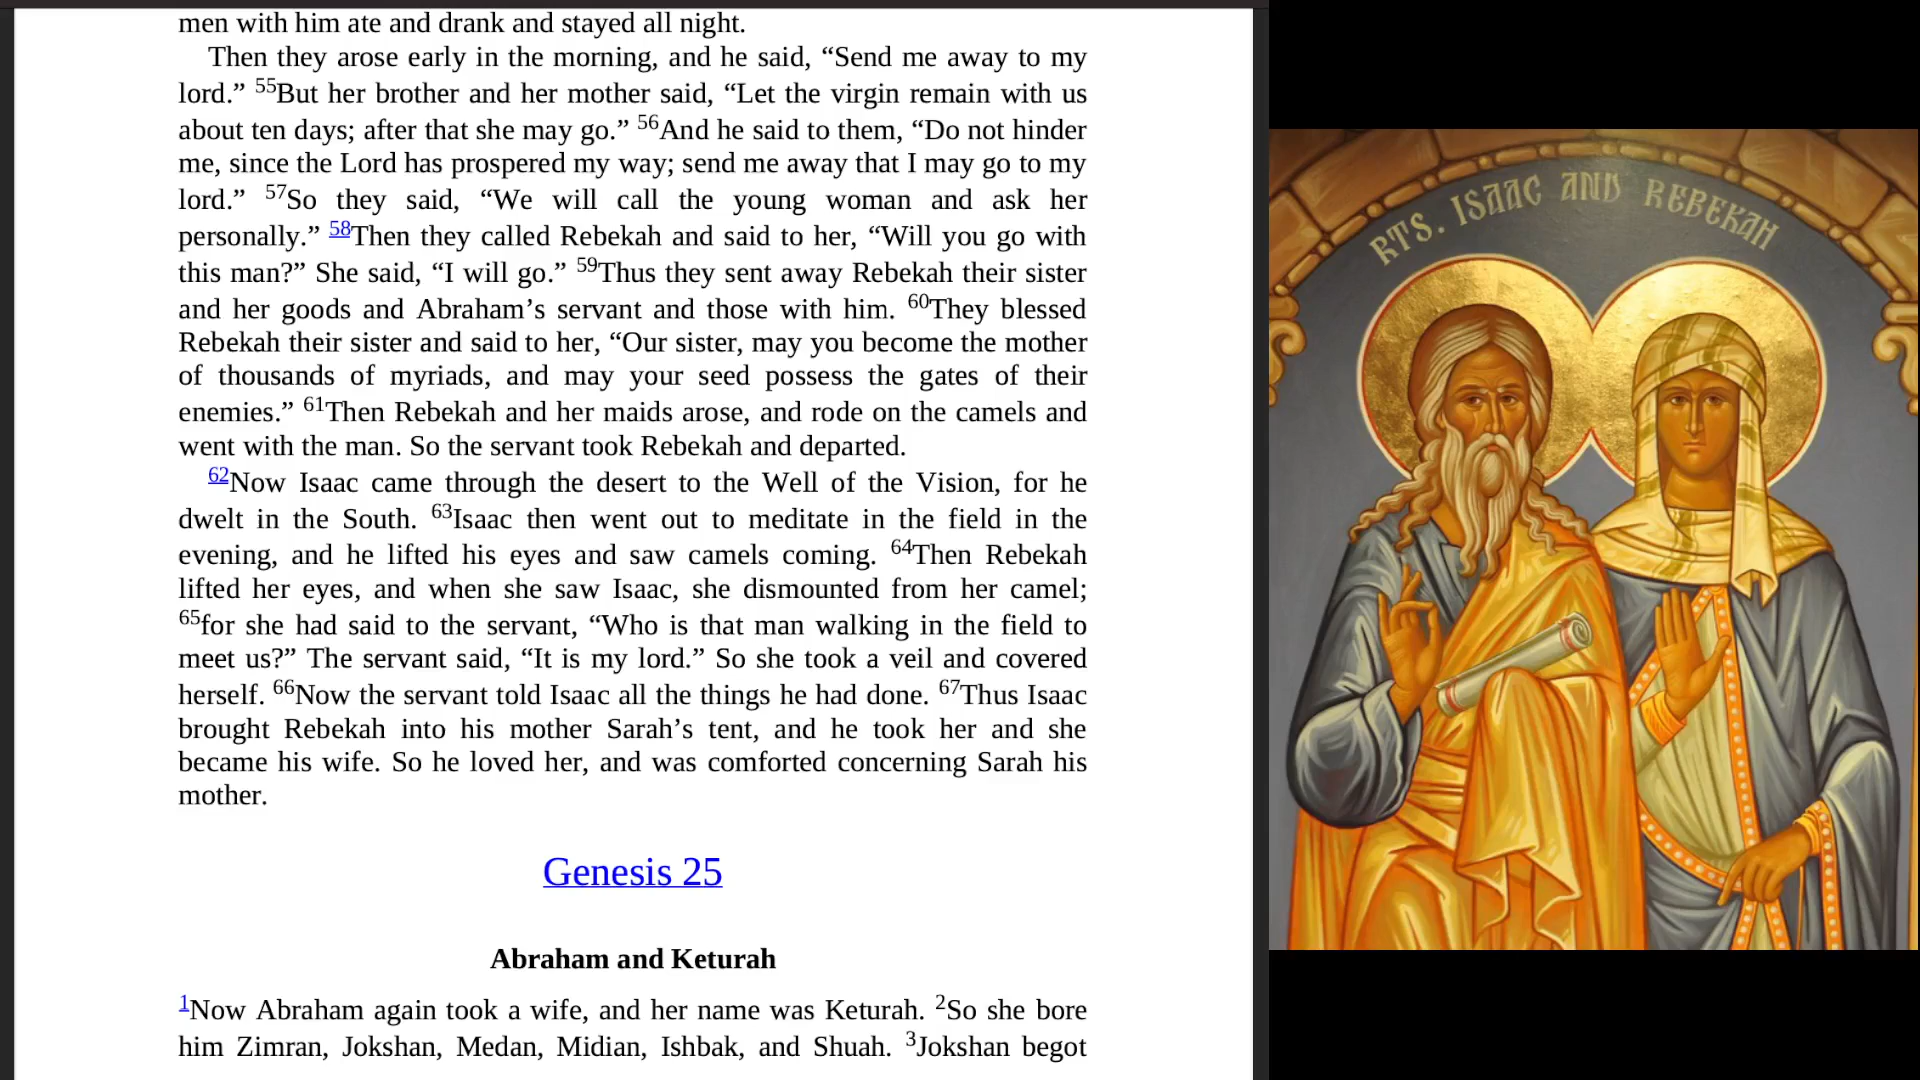 men with him ate and drank and stayed all night.
Then they arose early in the morning, and he said, “Send me away to my
lord.” 55But her brother and her mother said, “Let the virgin remain with us
about ten days; after that she may go.” 56And he said to them, “Do not hinder
me, since the Lord has prospered my way; send me away that I may go to my
lord.” 57So they said, “We will call the young woman and ask her
personally.” 58Then they called Rebekah and said to her, “Will you go with
this man?” She said, “I will go.” 59Thus they sent away Rebekah their sister
and her goods and Abraham’s servant and those with him. 60They blessed
Rebekah their sister and said to her, “Our sister, may you become the mother
of thousands of myriads, and may your seed possess the gates of their
enemies.” 61Then Rebekah and her maids arose, and rode on the camels and
went with the man. So the servant took Rebekah and departed.
62Now Isaac came through the desert to the Well of the Vision, for he
dwelt in the South. 63Isaac then went out to meditate in the field in the
evening, and he lifted his eyes and saw camels coming. 64Then Rebekah
lifted her eyes, and when she saw Isaac, she dismounted from her camel;
65for she had said to the servant, “Who is that man walking in the field to
meet us?” The servant said, “It is my lord.” So she took a veil and covered
herself. 66Now the servant told Isaac all the things he had done. 67Thus Isaac
brought Rebekah into his mother Sarah’s tent, and he took her and she
became his wife. So he loved her, and was comforted concerning Sarah his
mother.
Genesis 25
Abraham and Keturah
1Now Abraham again took a wife, and her name was Keturah. 2So she bore
him Zimran, Jokshan, Medan, Midian, Ishbak, and Shuah. 3Jokshan begot
RTS. ISAAC AND REBEKAH